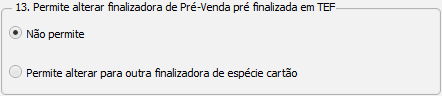 13. Permite alterar finalizadora de Pré-Venda pré finalizada em TEF
Não permite
Permite alterar para outra finalizadora de espécie cartão